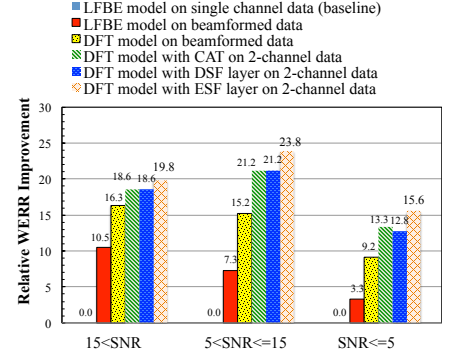 LFBE model on single channel data (baseline)
LFBE model on beamformed data
DFT model on beamformed data
DFT model with CAT on 2-channel data
DFT model with DSF layer on 2-channel data
DFT model with ESF layer on 2-channel data
Relative WERR Improvement
30
25
20
15
10
5
0
0.0 10.5 16.3 18.6 18.6 19.8
0.0 7.3 15.2 21.2 21.2 23.8
0.0 3.3 9.2 13.3 12.8 15.6
15<SNR 5<SNR<=15 SNR<=5